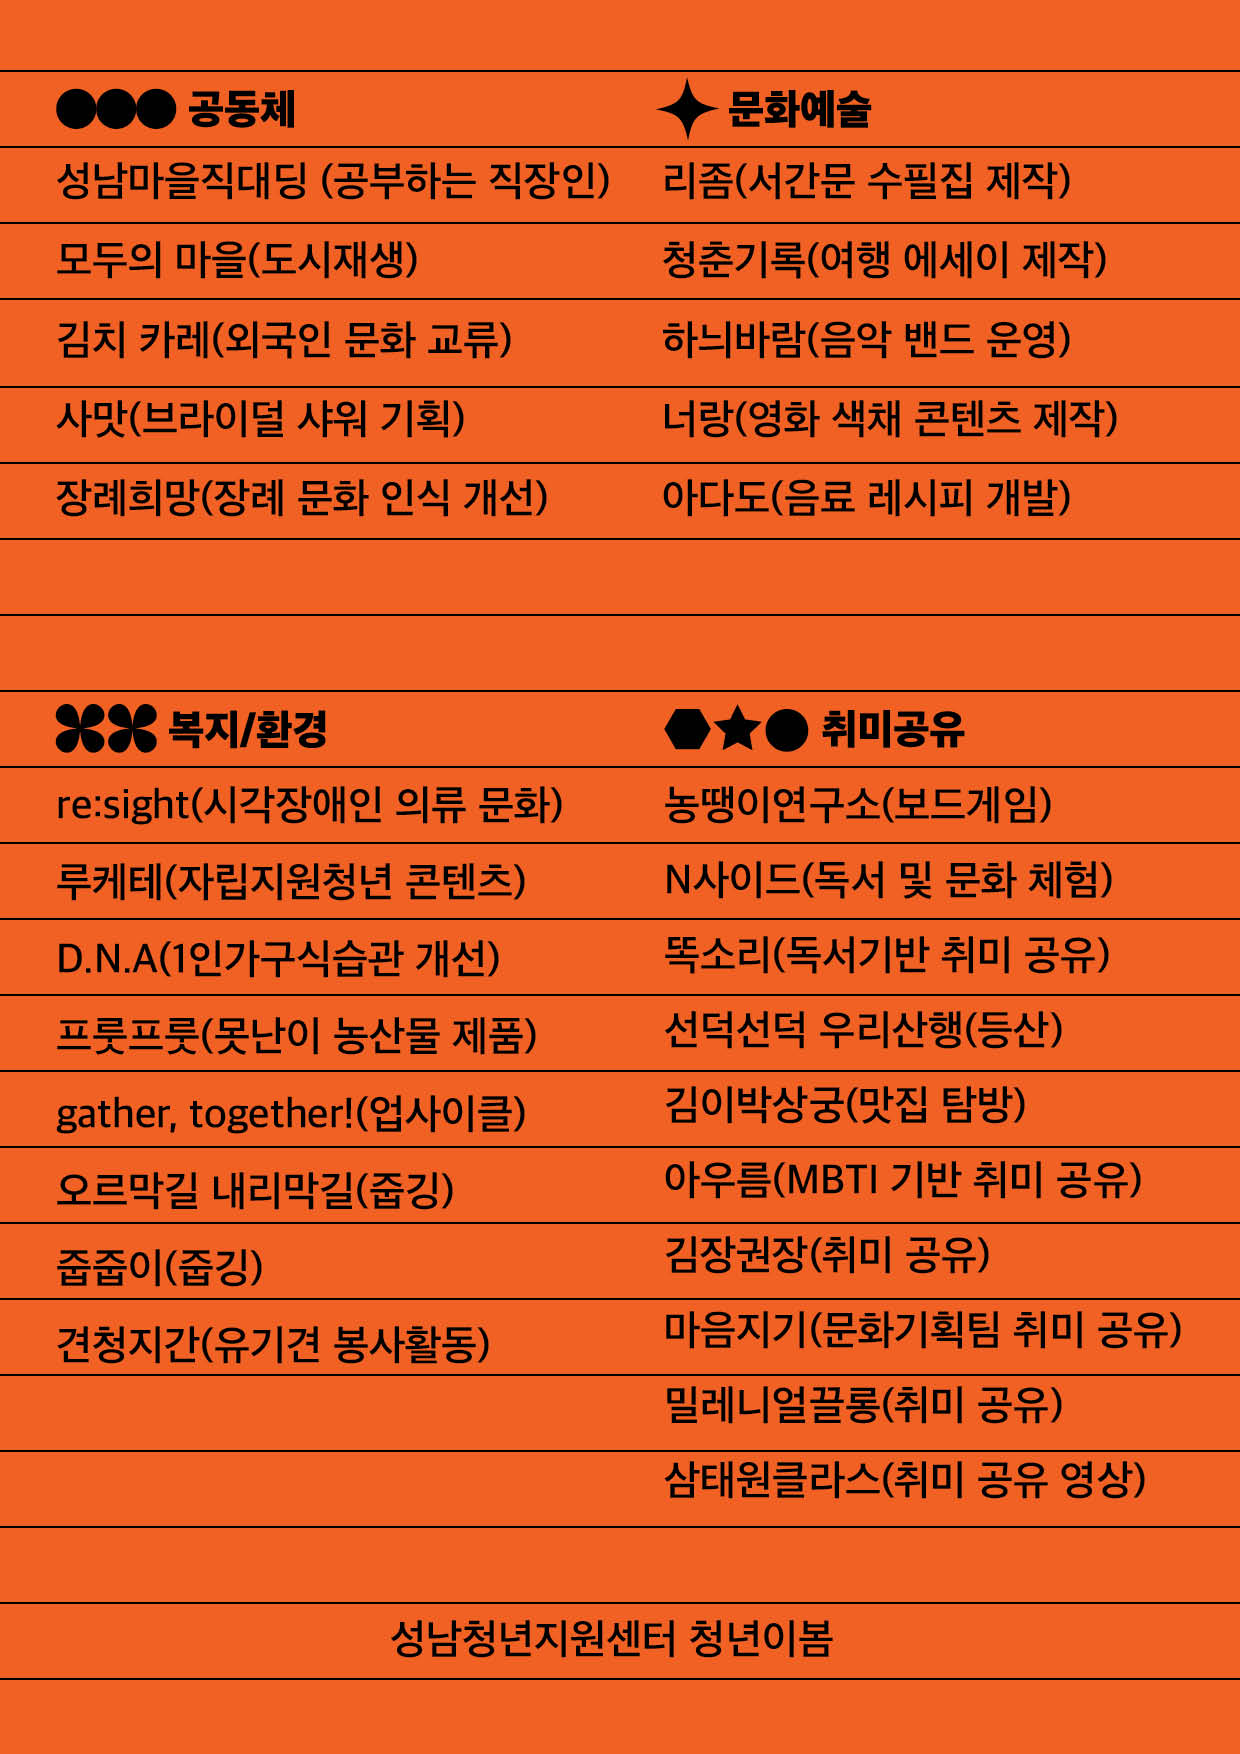 공동체
성남마을직대딩 (공부하는 직장인)
모두의 마을(도시재생)
김치 카레(외국인 문화 교류)
사맛(브라이덜 샤워 기획)
장례희망(장례 문화 인식 개선)
문화예술
리좀(서간문 수필집 제작)
청춘기록(여행 에세이 제작)
하늬바람(음악 밴드 운영)
너랑(영화 색채 콘텐츠 제작)
아다도(음료 레시피 개발)
복지/환경
re:sight(시각장애인 의류 문화)
루케테(자립지원청년 콘텐츠)
D.N.A(1인가구식습관 개선)
프룻프룻(못난이 농산물 제품)
gather, together!(업사이클)
오르막길 내리막길(줍깅)
줍줍이(줍깅)
견청지간(유기견 봉사활동)
취미공유
농땡이연구소(보드게임)
N사이드(독서 및 문화 체험)
똑소리(독서기반 취미 공유)
선덕선덕 우리산행(등산)
김이박상궁(맛집 탐방)
아우름(MBTI 기반 취미 공유)
김장권장(취미 공유)
마음지기(문화기획팀 취미 공유)
밀레니얼끌롱(취미 공유)
삼태원클라스(취미 공유 영상)
성남청년지원센터 청년이봄